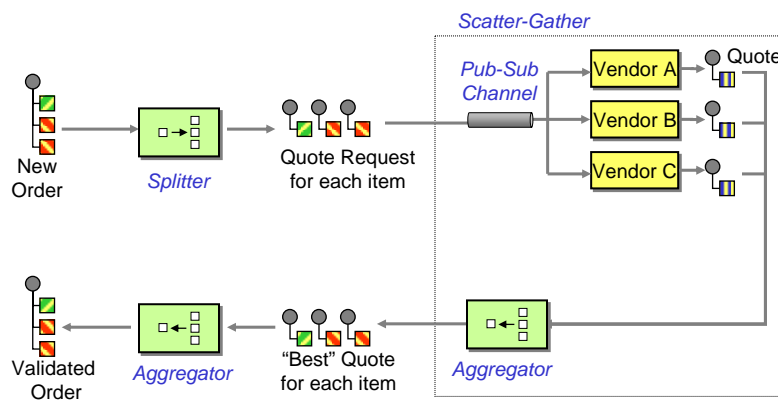 Scatter-Gather
Pub-Sub
Channel
Vendor A
Quote
Vendor B
Vendor C
New
Order
Splitter
Quote Request
for each item
Validated
Order
Aggregator
“Best” Quote
for each item
Aggregator